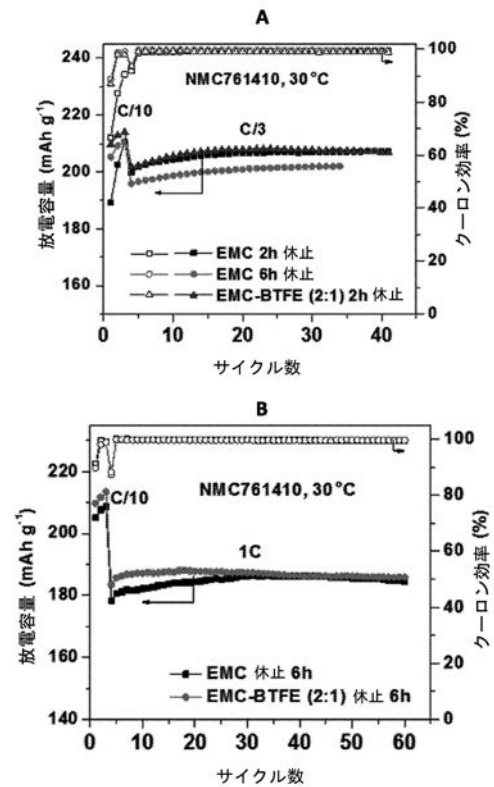 A
240
220
200
180
160
放電容量 (mAh g⁻¹)
NMC761410, 30°C
C/10
C/3
EMC 2h 休止
EMC 6h 休止
EMC-BTFE (2:1) 2h 休止
100
80
60
40
20
0
クーロン効率 (%)
0 10 20 30 40 50
サイクル数
B
220
200
180
160
140
放電容量 (mAh g⁻¹)
C/10
NMC761410, 30°C
1C
EMC 休止 6h
EMC-BTFE (2:1) 休止 6h
100
80
60
40
20
0
クーロン効率 (%)
0 10 20 30 40 50 60
サイクル数